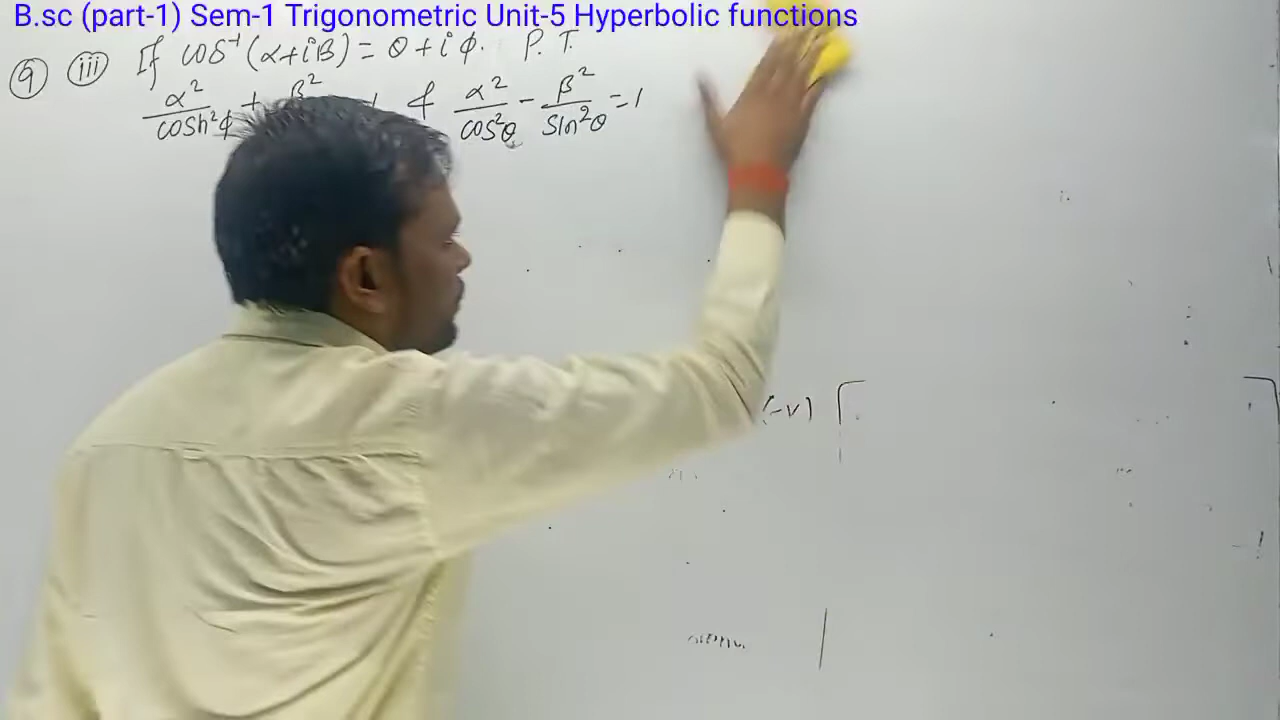 B.sc (part-1) Sem-1 Trigonometric Unit-5 Hyperbolic functions
9 iii If cos⁻¹(α+iβ) = θ+iϕ. P.T.
α²/cosh²ϕ + β² 1 & α²/cos²θ - β²/sin²θ = 1
(-v) [